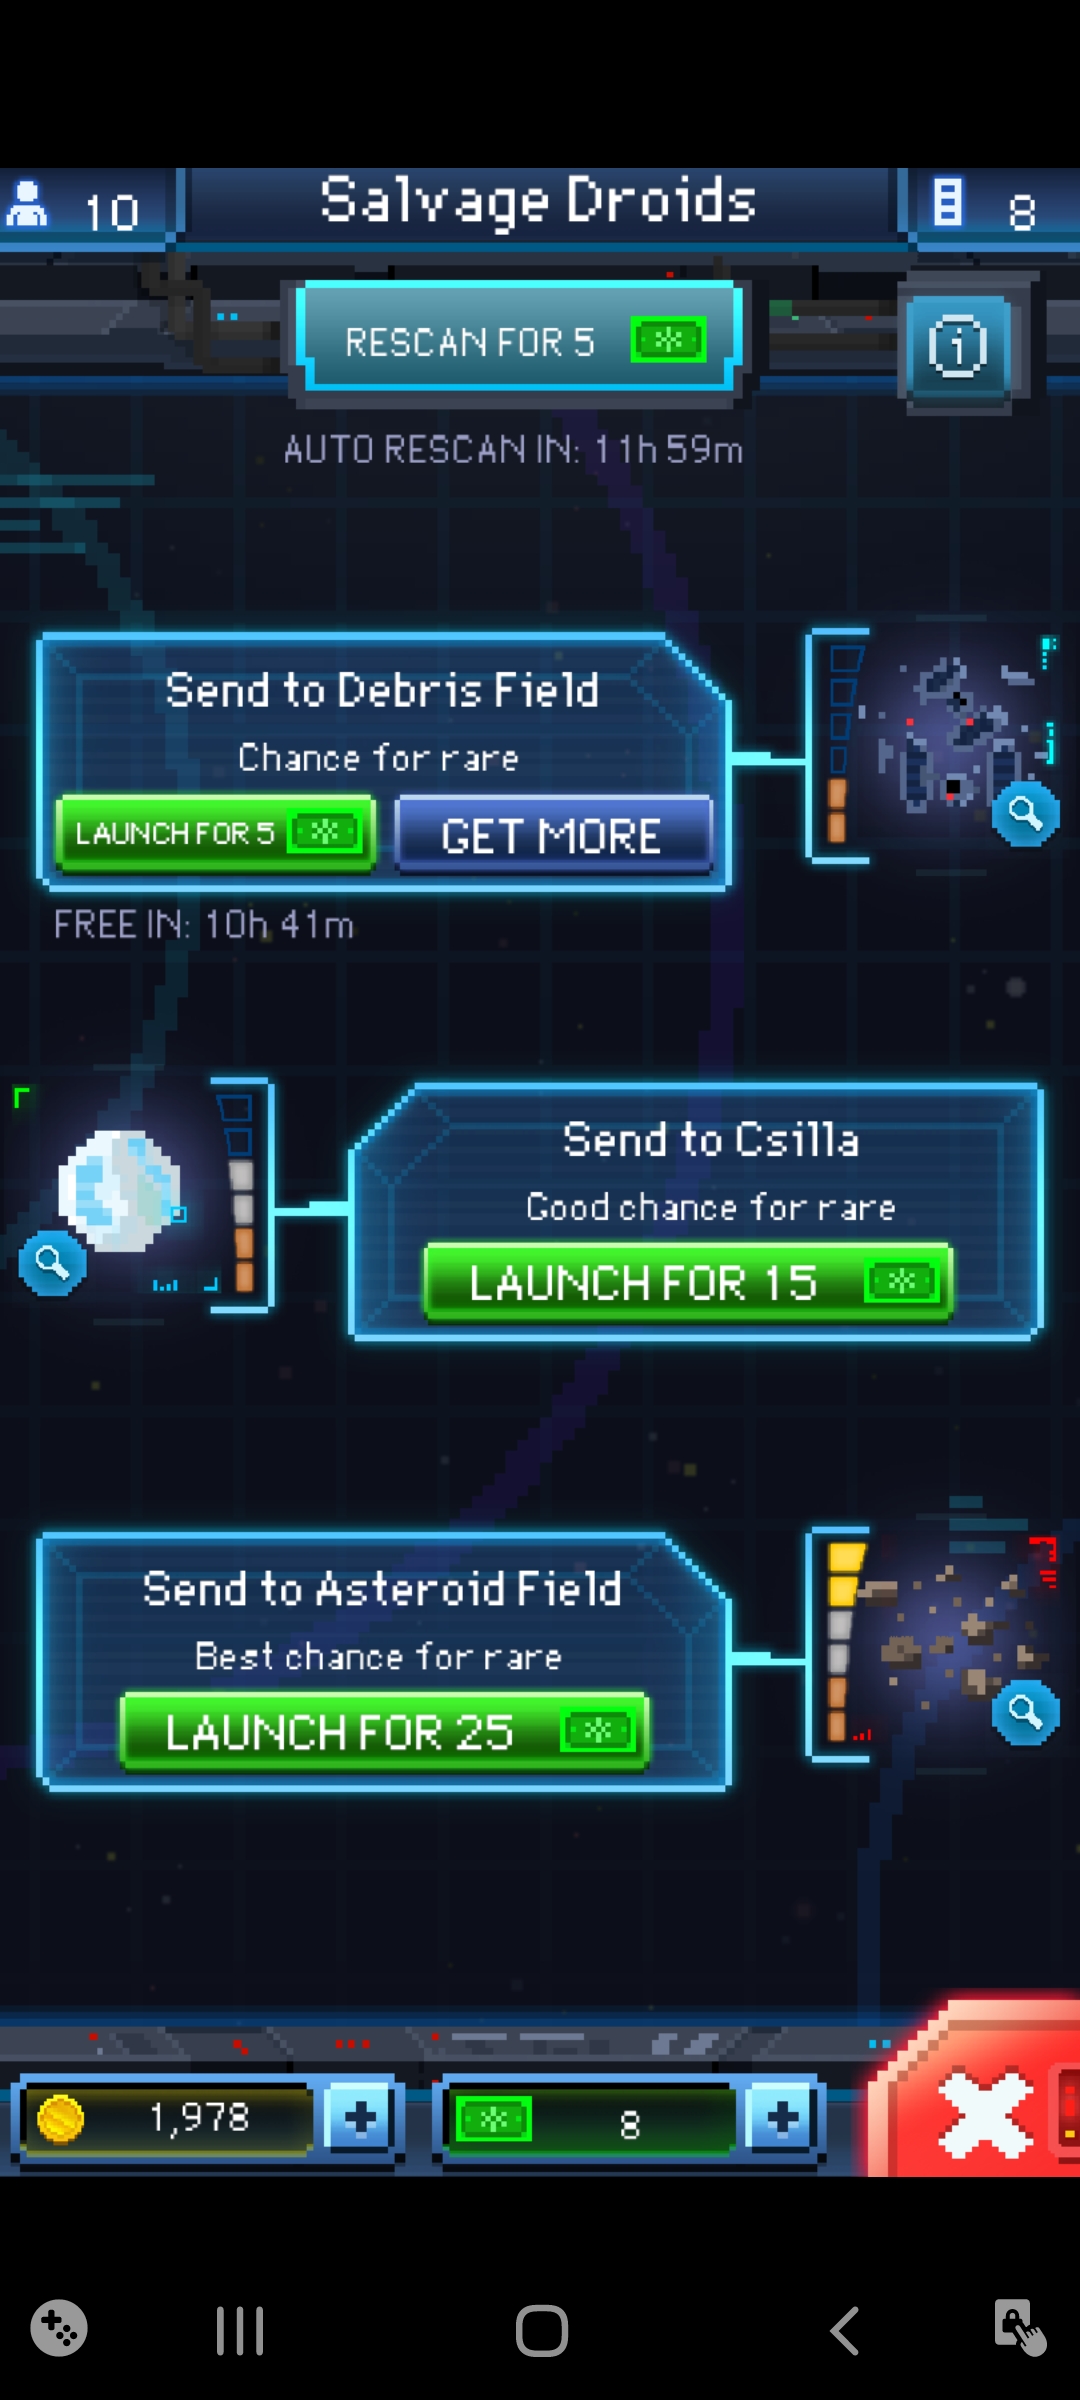 10
Salvage Droids
8
RESCAN FOR 5
i
AUTO RESCAN IN: 11h 59m
Send to Debris Field
Chance for rare
LAUNCH FOR 5
GET MORE
FREE IN: 10h 41m
Send to Csilla
Good chance for rare
LAUNCH FOR 15
Send to Asteroid Field
Best chance for rare
LAUNCH FOR 25
1,978
8